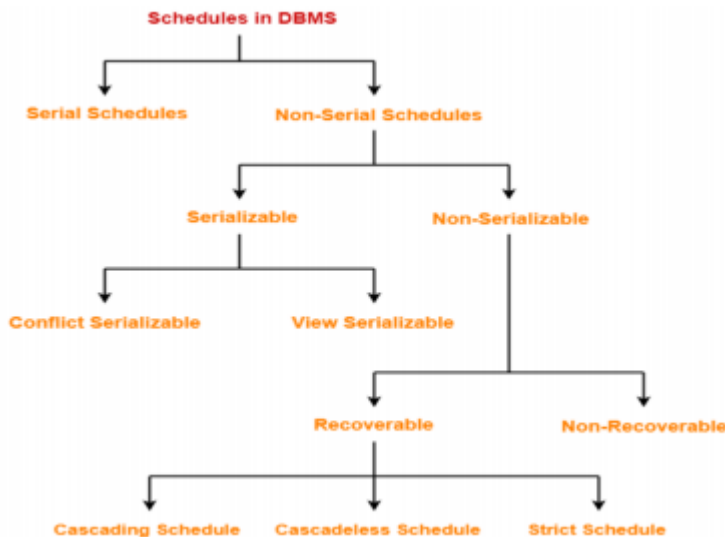 Schedules in DBMS
Serial Schedules
Non-Serial Schedules
Serializable
Non-Serializable
Conflict Serializable
View Serializable
Recoverable
Non-Recoverable
Cascading Schedule
Cascadeless Schedule
Strict Schedule